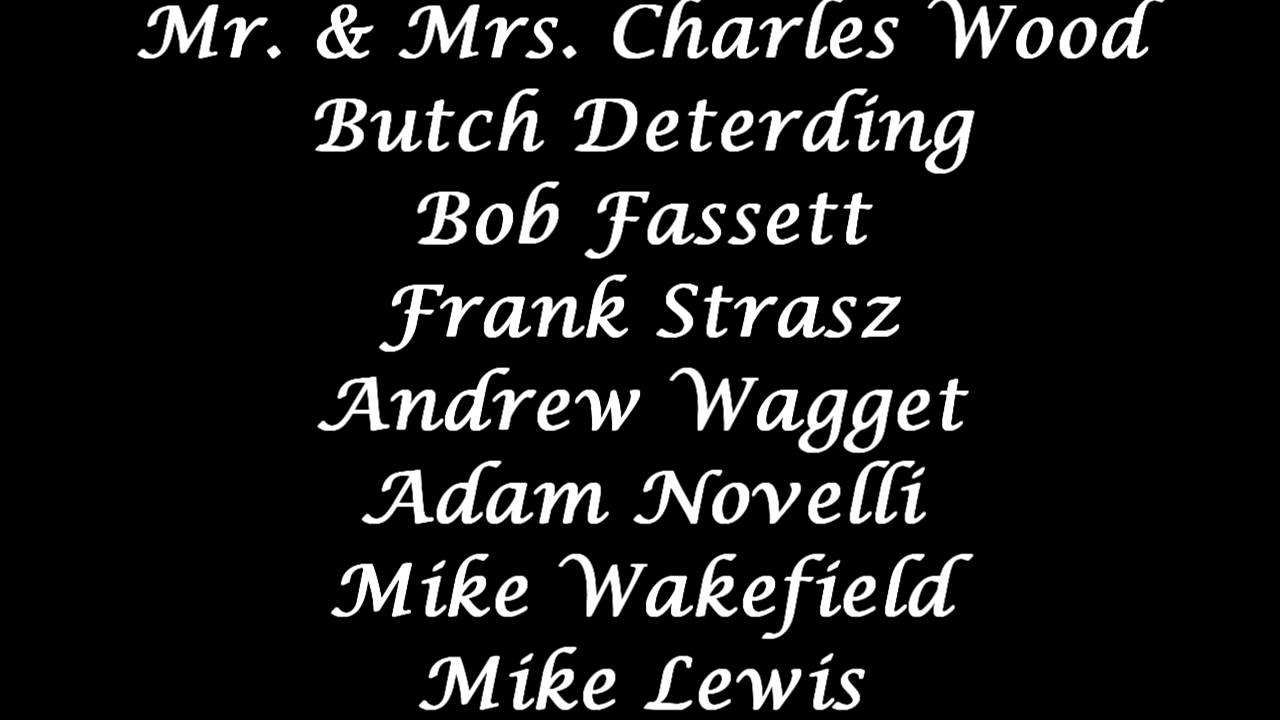 Mr. & Mrs. Charles Wood
Butch Deterding
Bob Fassett
Frank Strasz
Andrew Wagget
Adam Novelli
Mike Wakefield
Mike Lewis